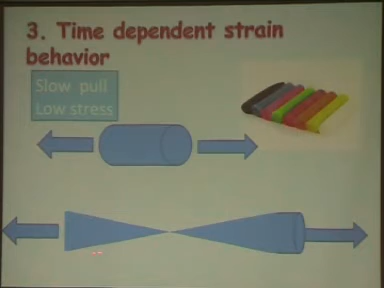 3. Time dependent strain
behavior
Slow pull
Low stress